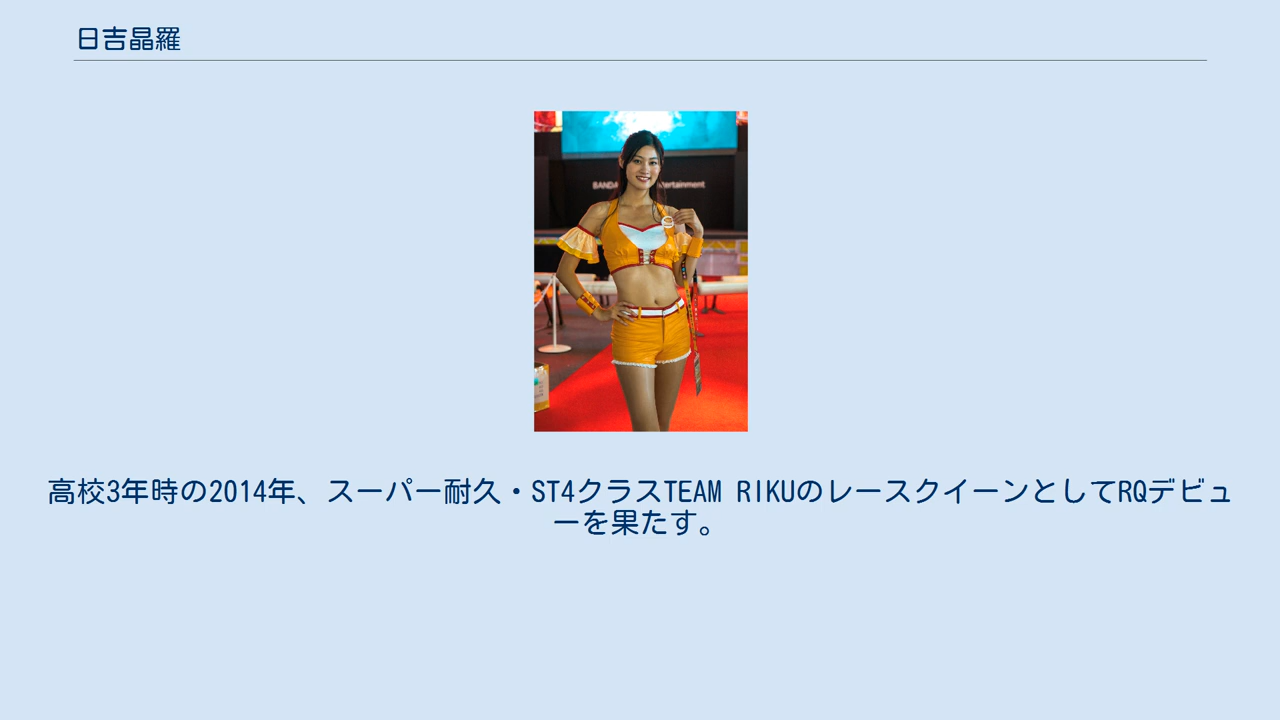 日吉晶羅
BANDA
tertainment
高校3年時の2014年、スーパー耐久・ST4クラスTEAM RIKUのレースクイーンとしてRQデビュ
ーを果たす。